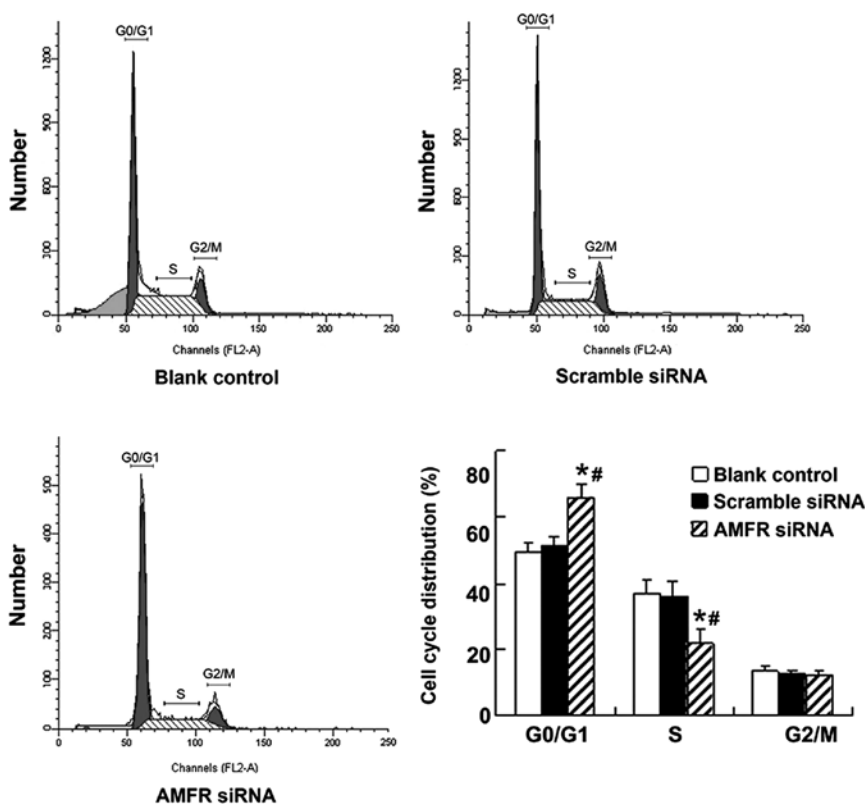 G0/G1
1200
900
600
300
0
Number
S
G2/M
0 50 100 150 200 250
Channels (FL2-A)
Blank control
G0/G1
1200
900
600
300
0
Number
S
G2/M
0 50 100 150 200 250
Channels (FL2-A)
Scramble siRNA
G0/G1
500
400
300
200
100
0
Number
S
G2/M
0 50 100 150 200 250
Channels (FL2-A)
AMFR siRNA
80
60
40
20
0
Cell cycle distribution (%)
*#
*#
Blank control
Scramble siRNA
AMFR siRNA
G0/G1 S G2/M